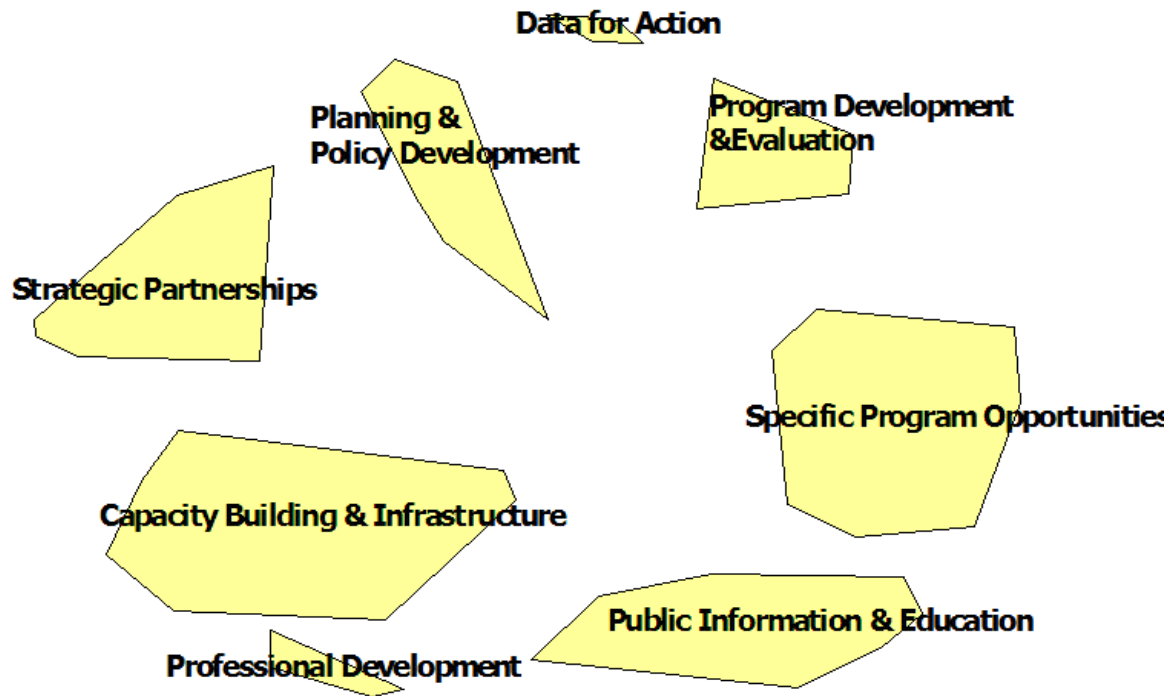 Data for Action
Planning &
Policy Development
Program Development
&Evaluation
Strategic Partnerships
Specific Program Opportunities
Capacity Building & Infrastructure
Public Information & Education
Professional Development